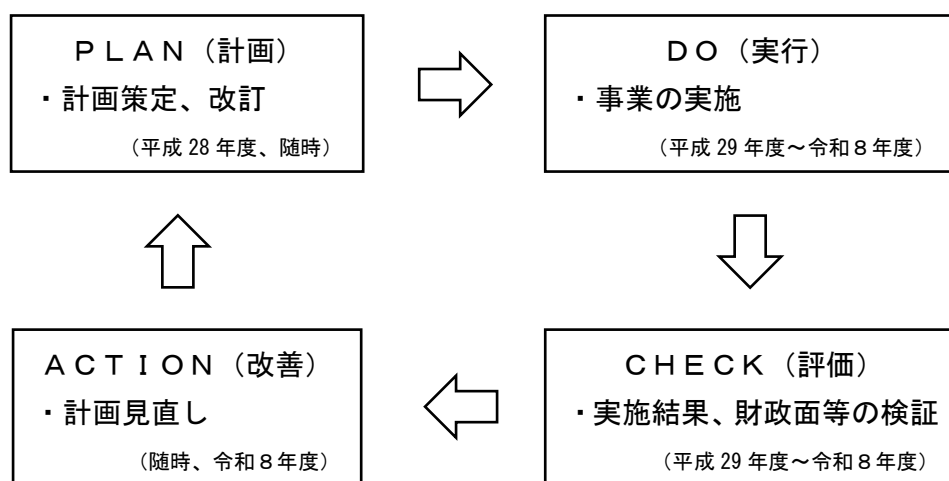 ＰＬＡＮ（計画）
・計画策定、改訂
（平成 28 年度、随時）
ＤＯ（実行）
・事業の実施
（平成 29 年度～令和８年度）
ＡＣＴＩＯＮ（改善）
・計画見直し
（随時、令和８年度）
ＣＨＥＣＫ（評価）
・実施結果、財政面等の検証
（平成 29 年度～令和８年度）